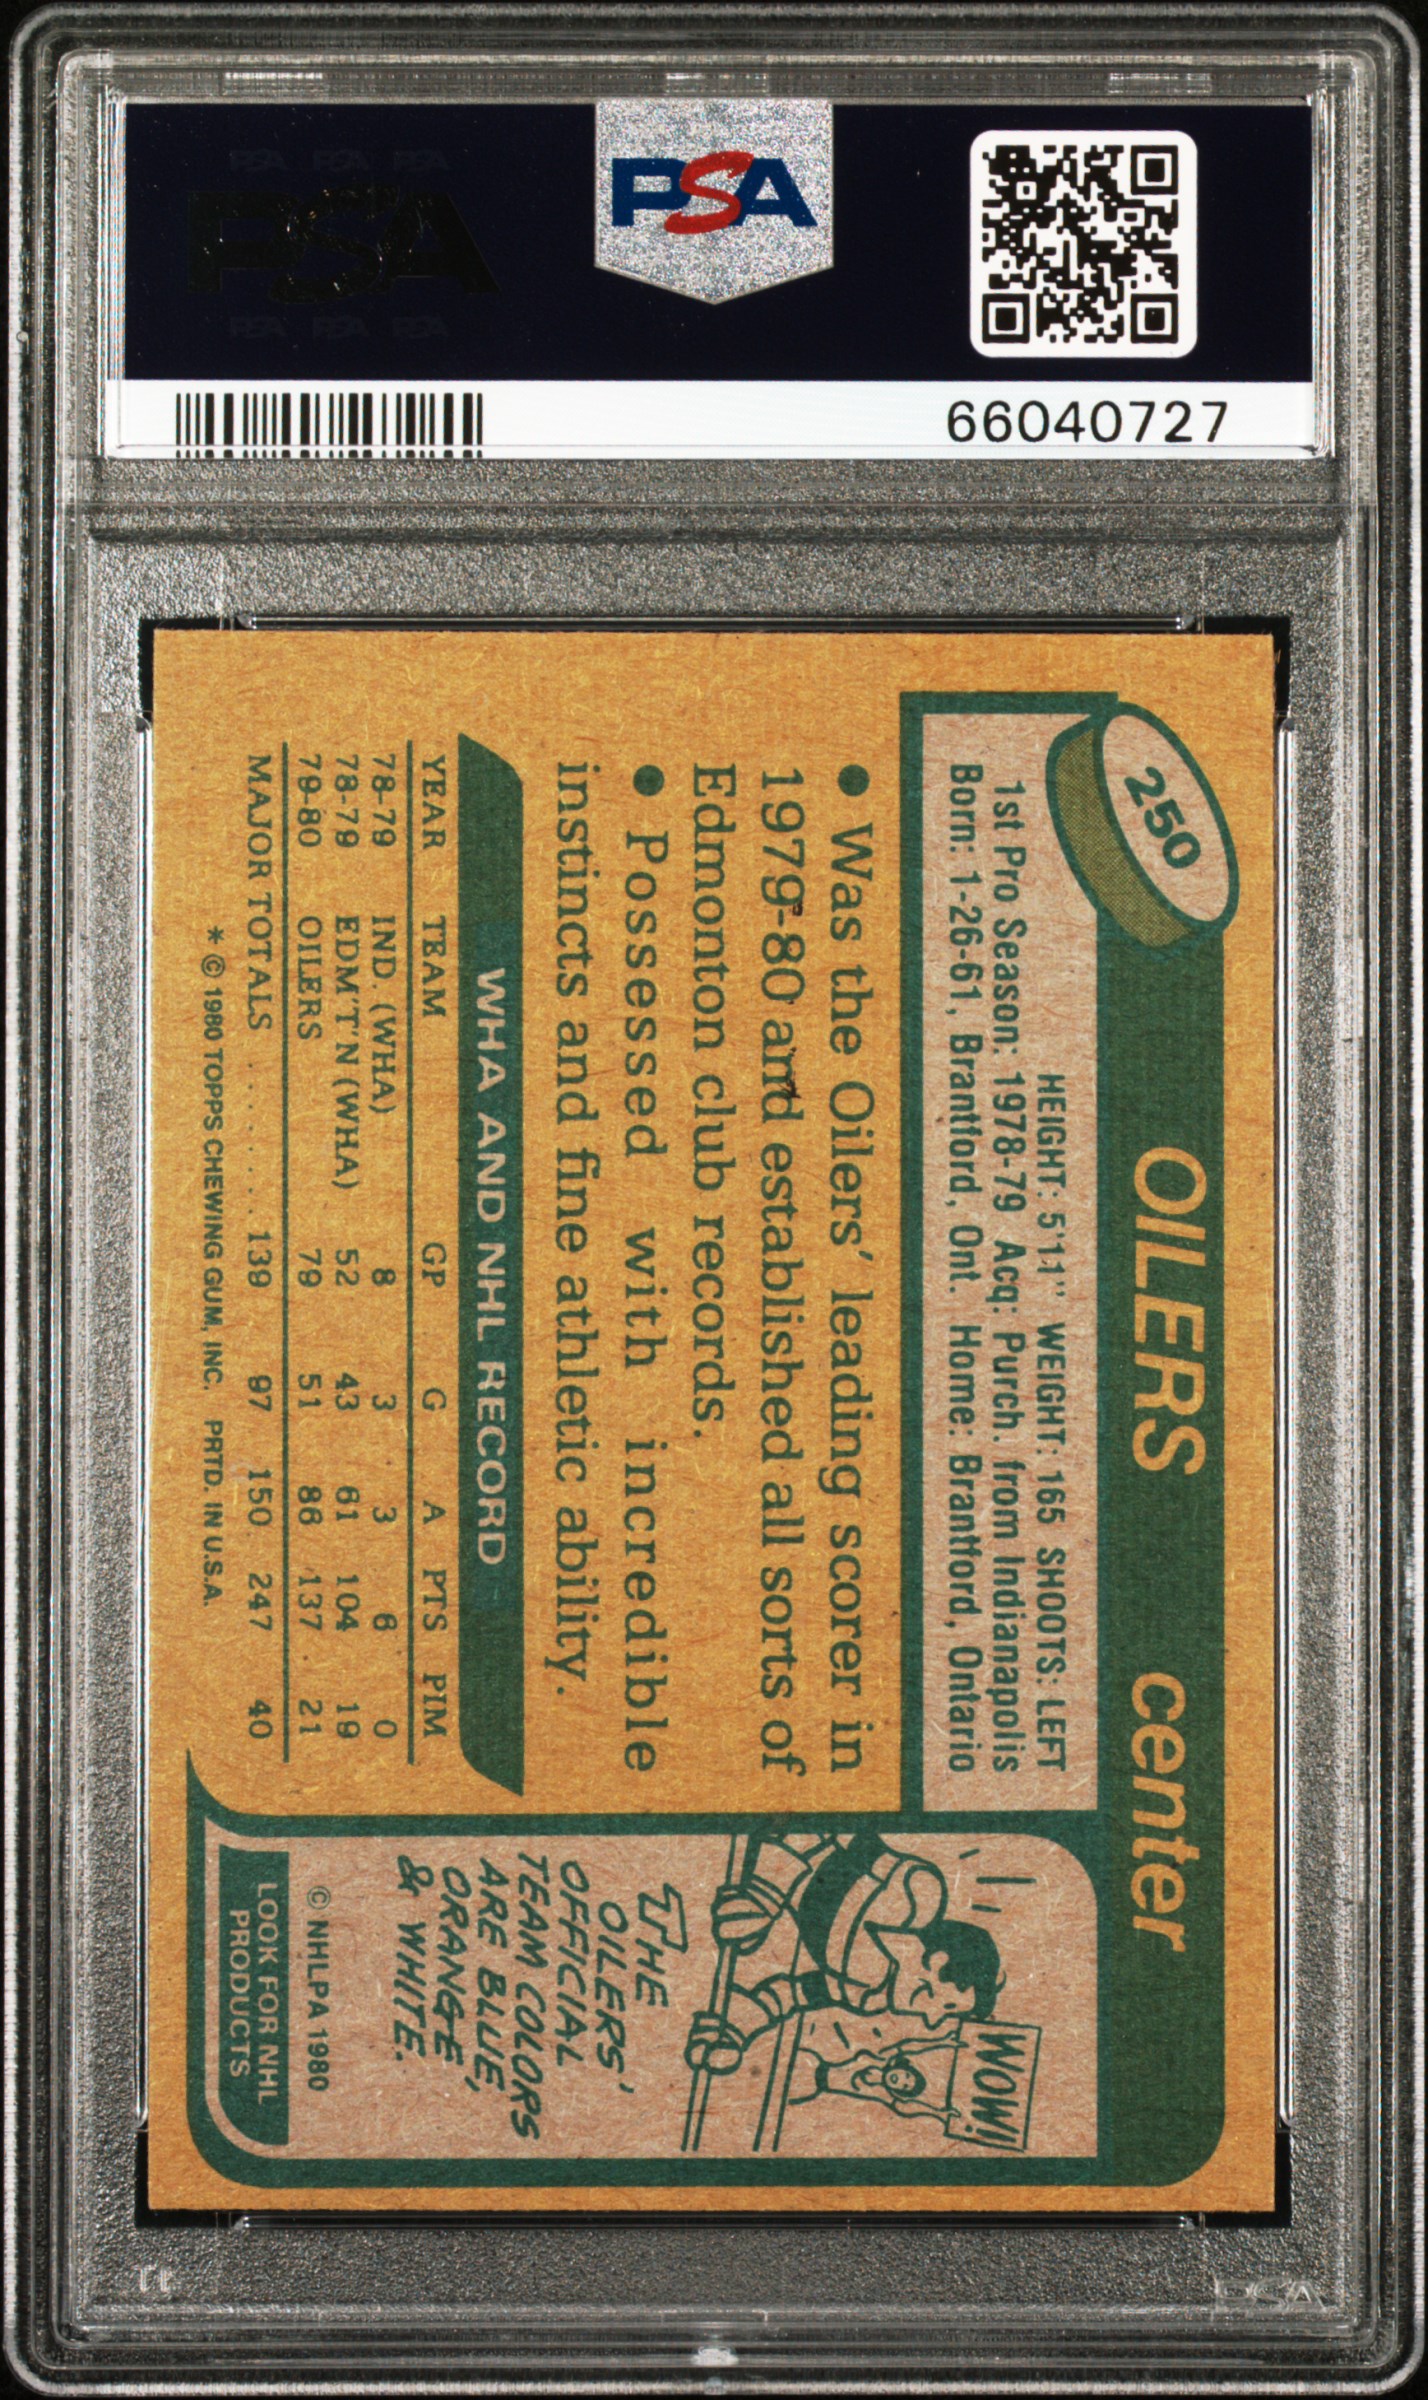 PSA
66040727
250
OILERS center
HEIGHT: 5'11" WEIGHT: 165 SHOOTS: LEFT
1st Pro Season: 1978-79 Acq: Purch. from Indianapolis
Born: 1-26-61, Brantford, Ont. Home: Brantford, Ontario
● Was the Oilers' leading scorer in
1979-80 and established all sorts of
Edmonton club records.
● Possessed with incredible
instincts and fine athletic ability.
WHA AND NHL RECORD
YEAR TEAM GP G A PTS PIM
78-79 IND. (WHA) 8 3 3 6 0
78-79 EDM'T'N (WHA) 52 43 61 104 19
79-80 OILERS 79 51 86 137 21
MAJOR TOTALS ........ 139 97 150 247 40
* © 1980 TOPPS CHEWING GUM, INC. PRTD. IN U.S.A.
WOW!
THE
OILERS'
OFFICIAL
TEAM COLORS
ARE BLUE,
ORANGE
& WHITE.
© NHLPA 1980
LOOK FOR NHL
PRODUCTS
PSA